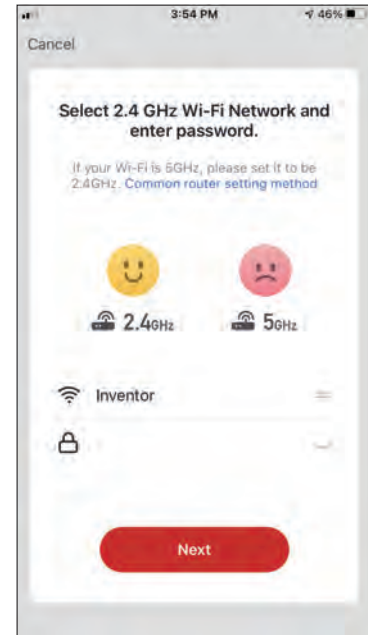 3:54 PM
46%
Cancel
Select 2.4 GHz Wi-Fi Network and
enter password.
If your Wi-Fi is 5GHz, please set it to be
2.4GHz. Common router setting method
2.4GHz
5GHz
Inventor
Next